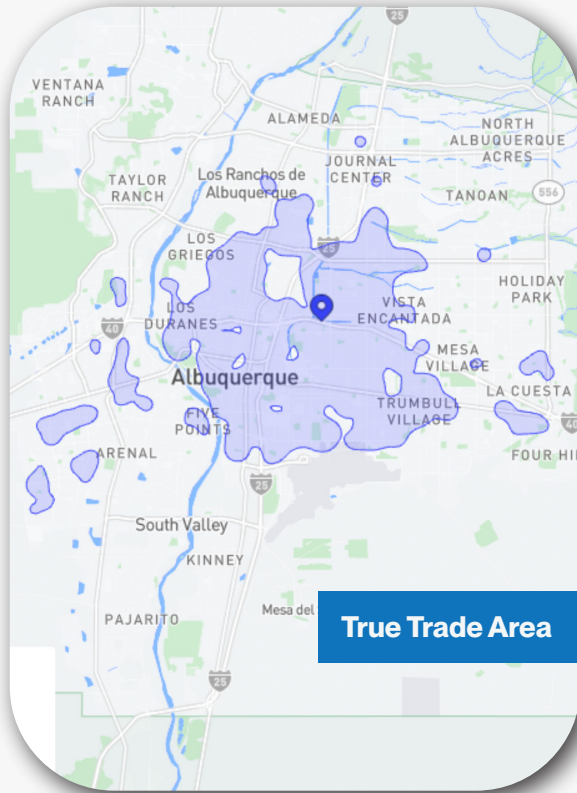 25
VENTANA
RANCH
ALAMEDA
NORTH
ALBUQUERQUE
ACRES
JOURNAL
CENTER
Los Ranchos de
Albuquerque
TAYLOR
RANCH
TANOAN
556
LOS
GRIEGOS
25
HOLIDAY
PARK
LOS
DURANES
VISTA
ENCANTADA
40
MESA
VILLAGE
Albuquerque
LA CUESTA
TRUMBULL
VILLAGE
FIVE
POINTS
40
ARENAL
FOUR HI
25
South Valley
KINNEY
Mesa del
PAJARITO
True Trade Area
25